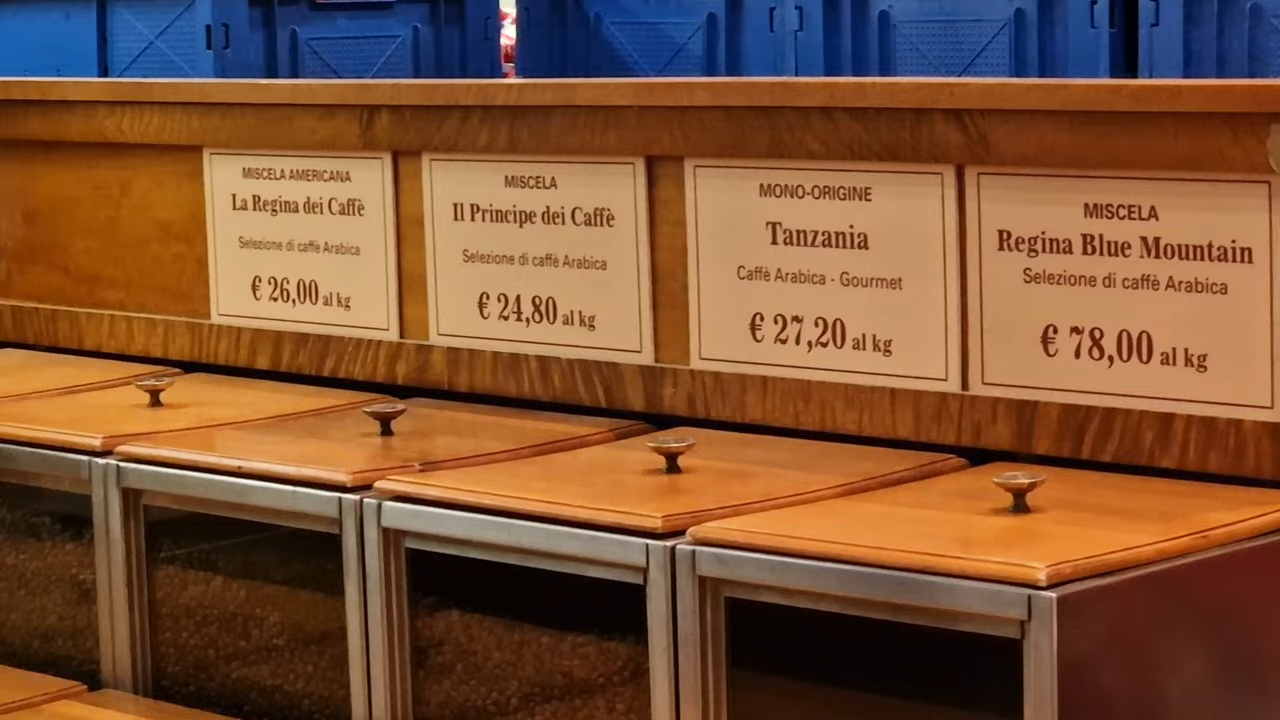 MISCELA AMERICANA
La Regina dei Caffè
Selezione di caffè Arabica
€ 26,00 al kg
MISCELA
Il Principe dei Caffè
Selezione di caffè Arabica
€ 24,80 al kg
MONO-ORIGINE
Tanzania
Caffè Arabica - Gourmet
€ 27,20 al kg
MISCELA
Regina Blue Mountain
Selezione di caffè Arabica
€ 78,00 al kg